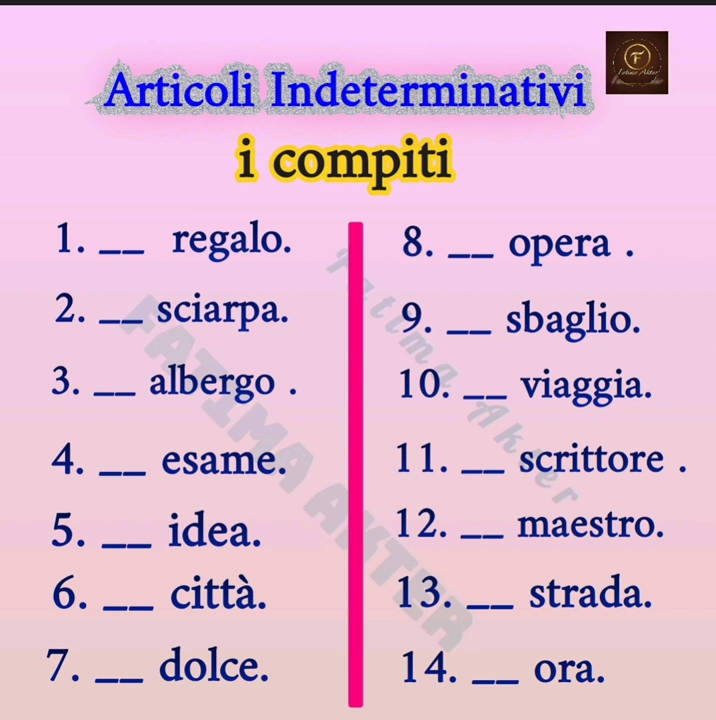 Articoli Indeterminativi
F
Fatima Akter
i compiti
1. __ regalo.
2. __ sciarpa.
3. __ albergo .
4. __ esame.
5. __ idea.
6. __ città.
7. __ dolce.
8. __ opera .
9. __ sbaglio.
10. __ viaggia.
11. __ scrittore .
12. __ maestro.
13. __ strada.
14. __ ora.
FATIMA AKTER
Fatima Akter